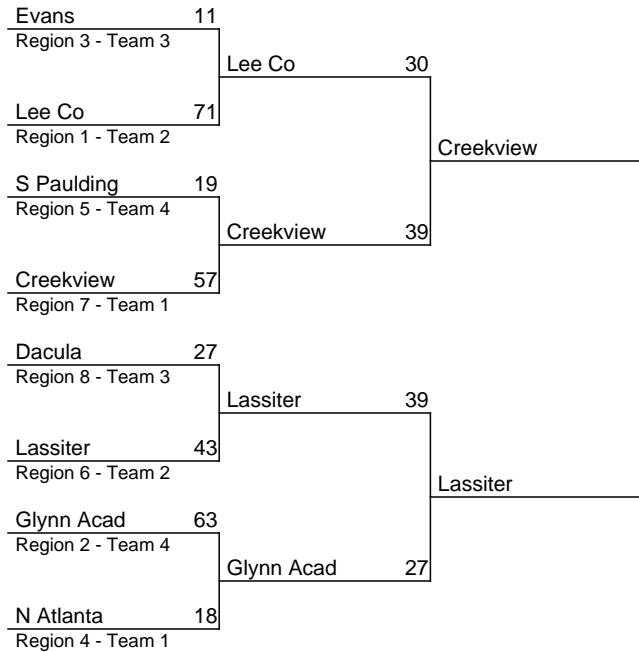 Evans 11
Region 3 - Team 3
Lee Co 30
Lee Co 71
Region 1 - Team 2
Creekview
S Paulding 19
Region 5 - Team 4
Creekview 39
Creekview 57
Region 7 - Team 1
Dacula 27
Region 8 - Team 3
Lassiter 39
Lassiter 43
Region 6 - Team 2
Lassiter
Glynn Acad 63
Region 2 - Team 4
Glynn Acad 27
N Atlanta 18
Region 4 - Team 1